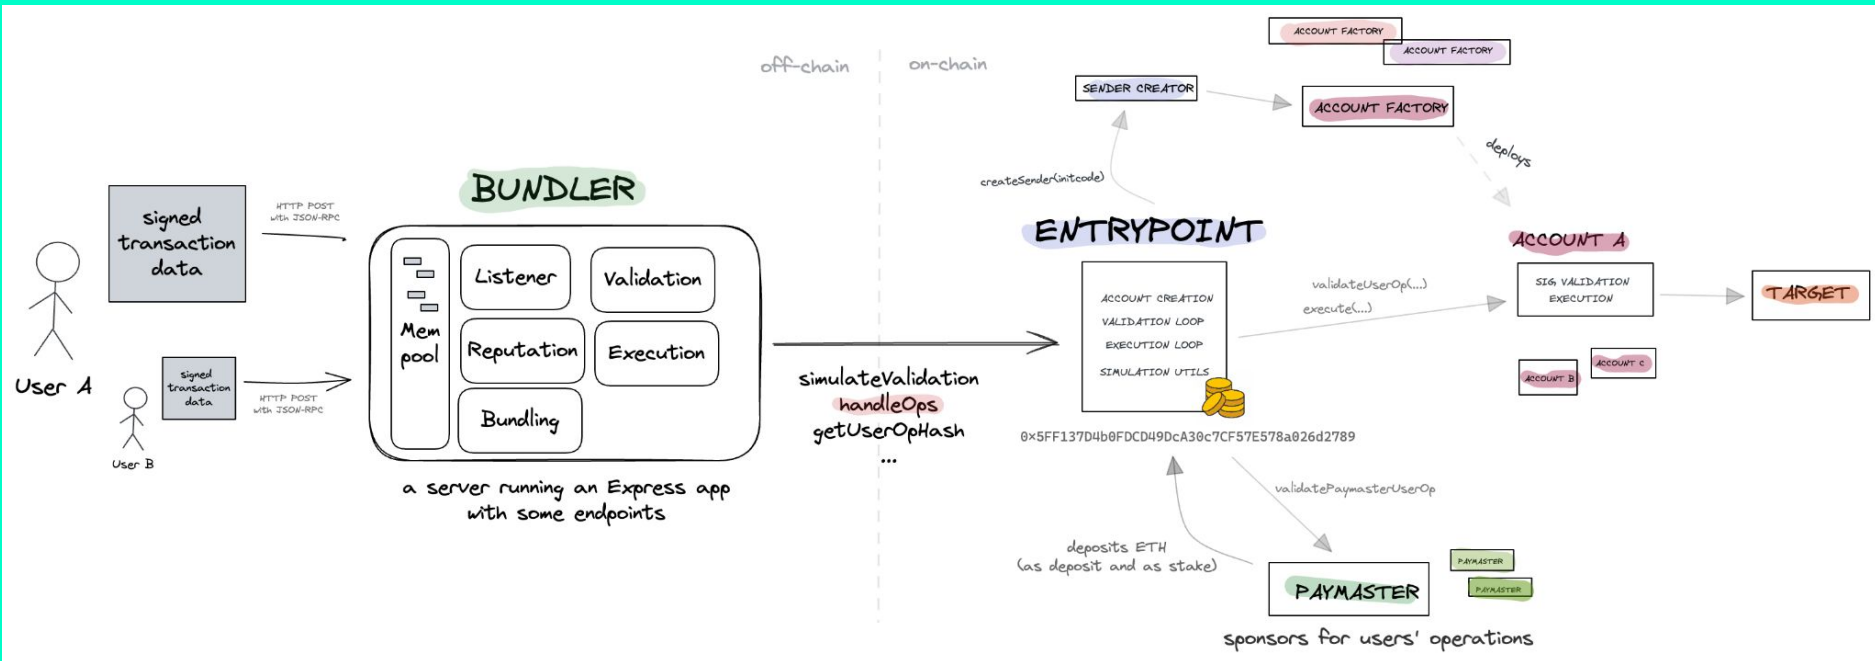 off-chain
on-chain
ACCOUNT FACTORY
ACCOUNT FACTORY
SENDER CREATOR
ACCOUNT FACTORY
deploys
createSender(initcode)
signed
transaction
data
HTTP POST
with JSON-RPC
User A
signed
transaction
data
HTTP POST
with JSON-RPC
User B
BUNDLER
Mem
pool
Listener
Validation
Reputation
Execution
Bundling
a server running an Express app
with some endpoints
simulateValidation
handleOps
getUserOpHash
...
ENTRYPOINT
ACCOUNT CREATION
VALIDATION LOOP
EXECUTION LOOP
SIMULATION UTILS
0x5FF137D4b0FDCD49DcA30c7CF57E578a026d2789
validateUserOp(...)
execute(...)
ACCOUNT A
SIG VALIDATION
EXECUTION
TARGET
ACCOUNT B
ACCOUNT C
validatePaymasterUserOp
deposits ETH
(as deposit and as stake)
PAYMASTER
PAYMASTER
PAYMASTER
sponsors for users' operations